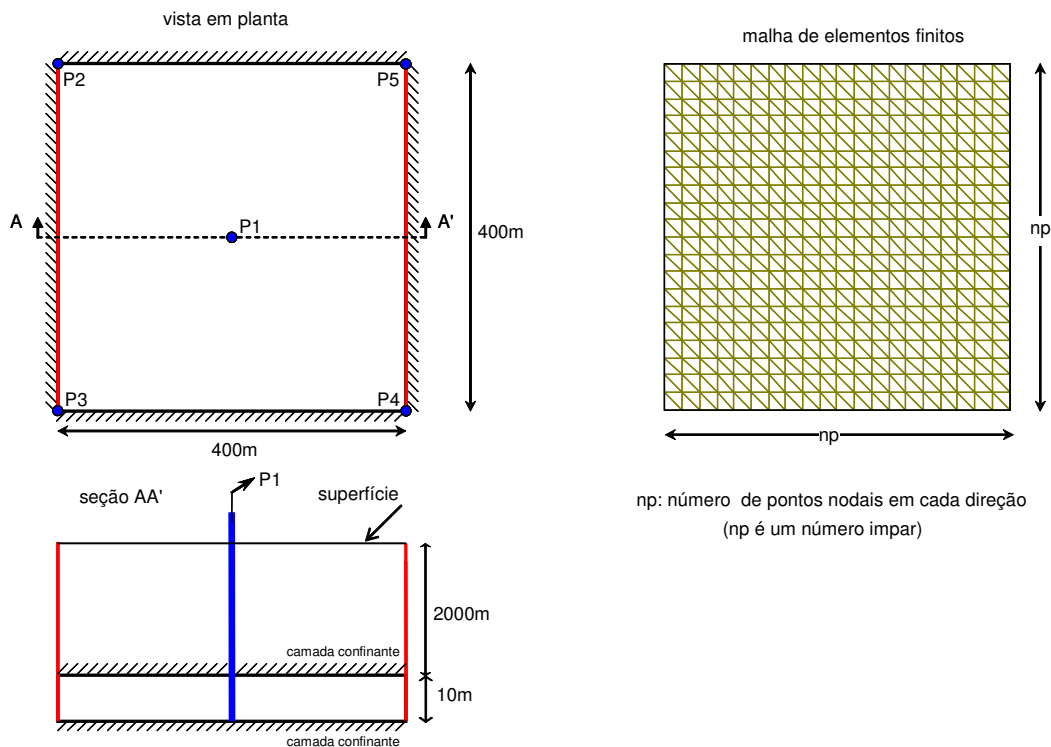 vista em planta
P2
P5
A
A'
P1
400m
P3
P4
400m
malha de elementos finitos
np
np
np: número de pontos nodais em cada direção
(np é um número impar)
seção AA'
P1
superfície
2000m
camada confinante
10m
camada confinante